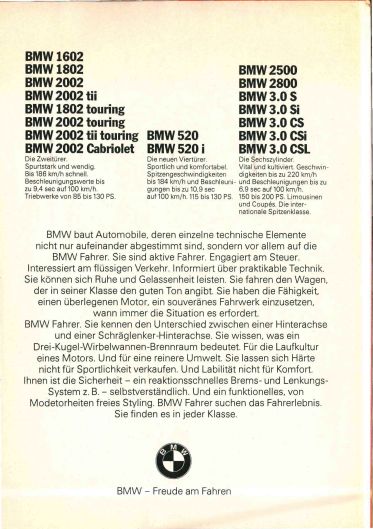 BMW 1602
BMW 1802
BMW 2002
BMW 2002 tii
BMW 1802 touring
BMW 2002 touring
BMW 2002 tii touring
BMW 2002 Cabriolet
Die Zweitürer.
Spurtstark und wendig.
Bis 186 km/h schnell.
Beschleunigungswerte bis
zu 9,4 sec auf 100 km/h.
Triebwerke von 85 bis 130 PS.
BMW 520
BMW 520 i
Die neuen Viertürer.
Sportlich und komfortabel.
Spitzengeschwindigkeiten
bis 184 km/h und Beschleuni-
gungen bis zu 10,9 sec
auf 100 km/h. 115 bis 130 PS.
BMW 2500
BMW 2800
BMW 3.0 S
BMW 3.0 Si
BMW 3.0 CS
BMW 3.0 CSi
BMW 3.0 CSL
Die Sechszylinder.
Vital und kultiviert. Geschwin-
digkeiten bis zu 220 km/h
und Beschleunigungen bis zu
6,9 sec auf 100 km/h.
150 bis 200 PS. Limousinen
und Coupés. Die inter-
nationale Spitzenklasse.
BMW baut Automobile, deren einzelne technische Elemente
nicht nur aufeinander abgestimmt sind, sondern vor allem auf die
BMW Fahrer. Sie sind aktive Fahrer. Engagiert am Steuer.
Interessiert am flüssigen Verkehr. Informiert über praktikable Technik.
Sie können sich Ruhe und Gelassenheit leisten. Sie fahren den Wagen,
der in seiner Klasse den guten Ton angibt. Sie haben die Fähigkeit,
einen überlegenen Motor, ein souveränes Fahrwerk einzusetzen,
wann immer die Situation es erfordert.
BMW Fahrer. Sie kennen den Unterschied zwischen einer Hinterachse
und einer Schräglenker-Hinterachse. Sie wissen, was ein
Drei-Kugel-Wirbelwannen-Brennraum bedeutet. Für die Laufkultur
eines Motors. Und für eine reinere Umwelt. Sie lassen sich Härte
nicht für Sportlichkeit verkaufen. Und Labilität nicht für Komfort.
Ihnen ist die Sicherheit – ein reaktionsschnelles Brems- und Lenkungs-
System z. B. – selbstverständlich. Und ein funktionelles, von
Modetorheiten freies Styling. BMW Fahrer suchen das Fahrerlebnis.
Sie finden es in jeder Klasse.
BMW
BMW – Freude am Fahren